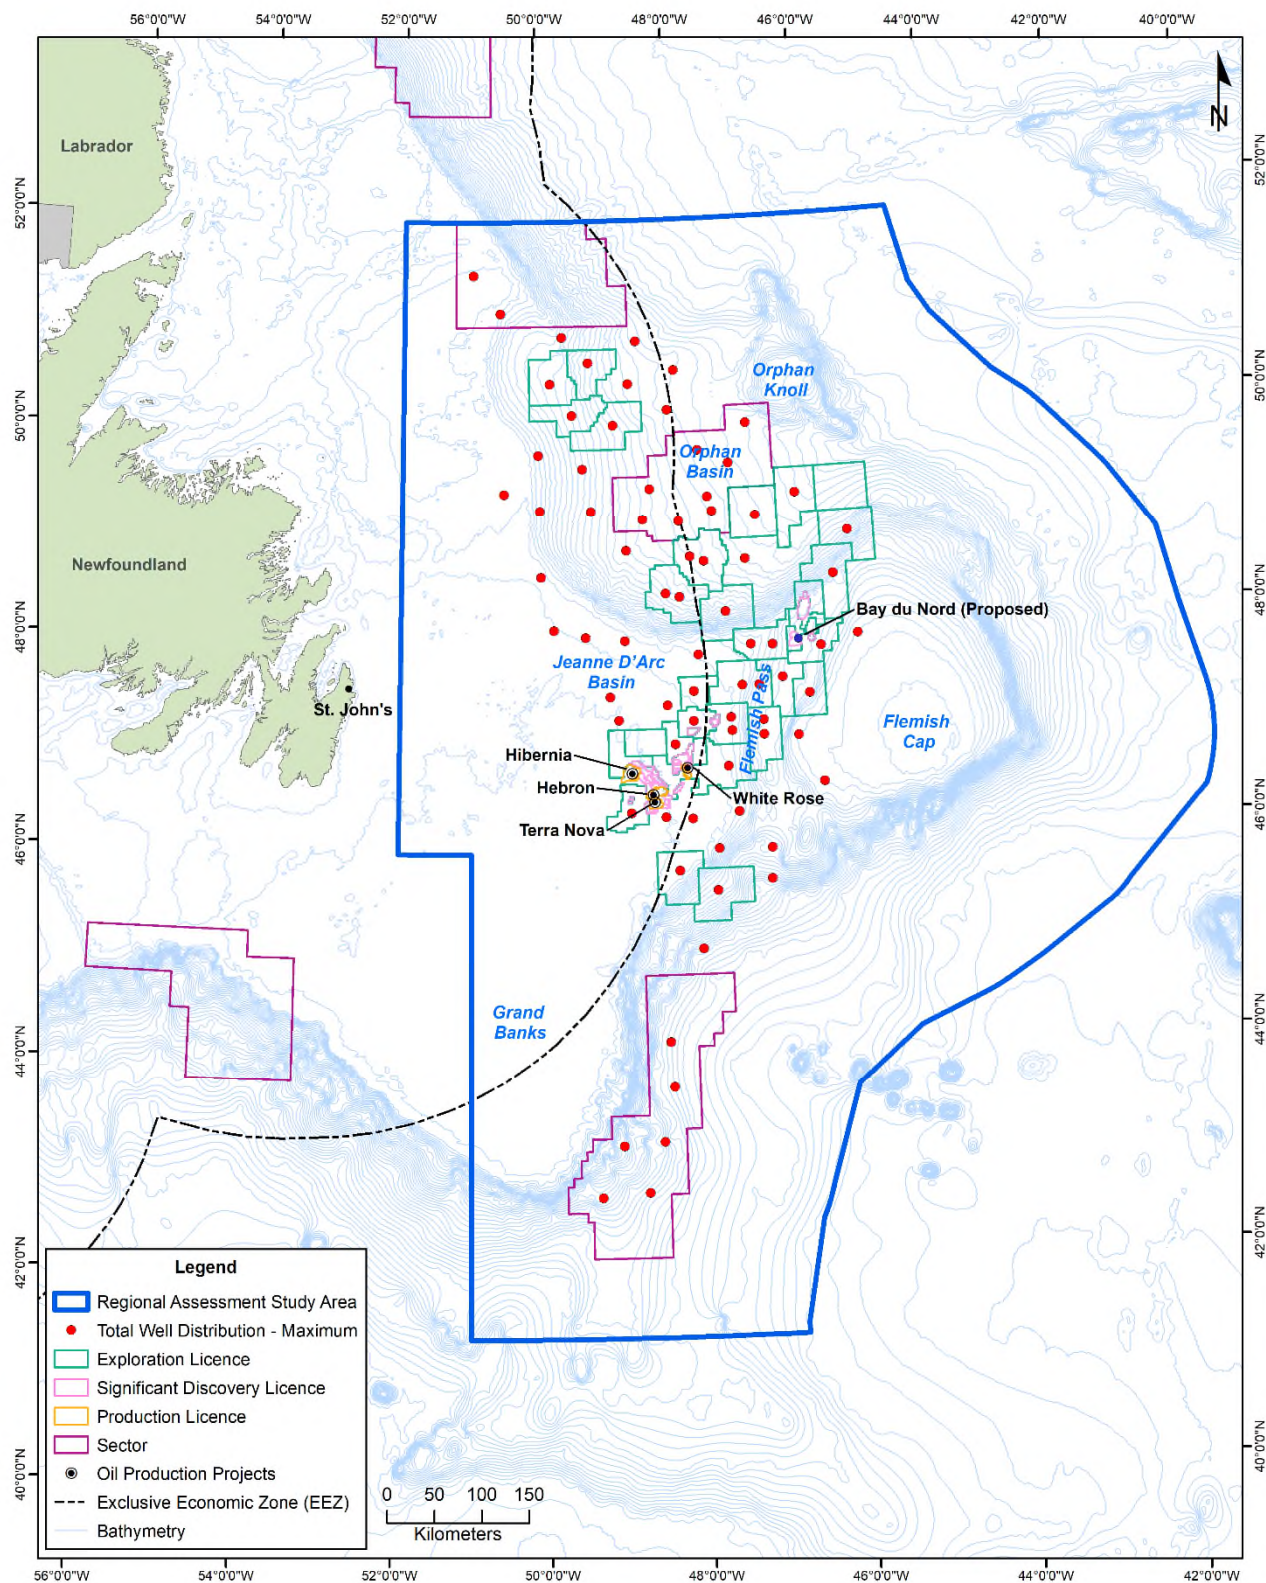 56°0'0"W
54°0'0"W
52°0'0"W
50°0'0"W
48°0'0"W
46°0'0"W
44°0'0"W
42°0'0"W
40°0'0"W
N
Labrador
52°0'0"N
52°0'0"N
Orphan
Knoll
50°0'0"N
50°0'0"N
Orphan
Basin
Newfoundland
48°0'0"N
48°0'0"N
Bay du Nord (Proposed)
Jeanne D'Arc
Basin
St. John's
Flemish Pass
Flemish
Cap
Hibernia
Hebron
White Rose
Terra Nova
46°0'0"N
46°0'0"N
Grand
Banks
44°0'0"N
44°0'0"N
42°0'0"N
42°0'0"N
Legend
Regional Assessment Study Area
Total Well Distribution - Maximum
Exploration Licence
Significant Discovery Licence
Production Licence
Sector
Oil Production Projects
Exclusive Economic Zone (EEZ)
Bathymetry
40°0'0"N
40°0'0"N
0 50 100 150
Kilometers
56°0'0"W
54°0'0"W
52°0'0"W
50°0'0"W
48°0'0"W
46°0'0"W
44°0'0"W
42°0'0"W